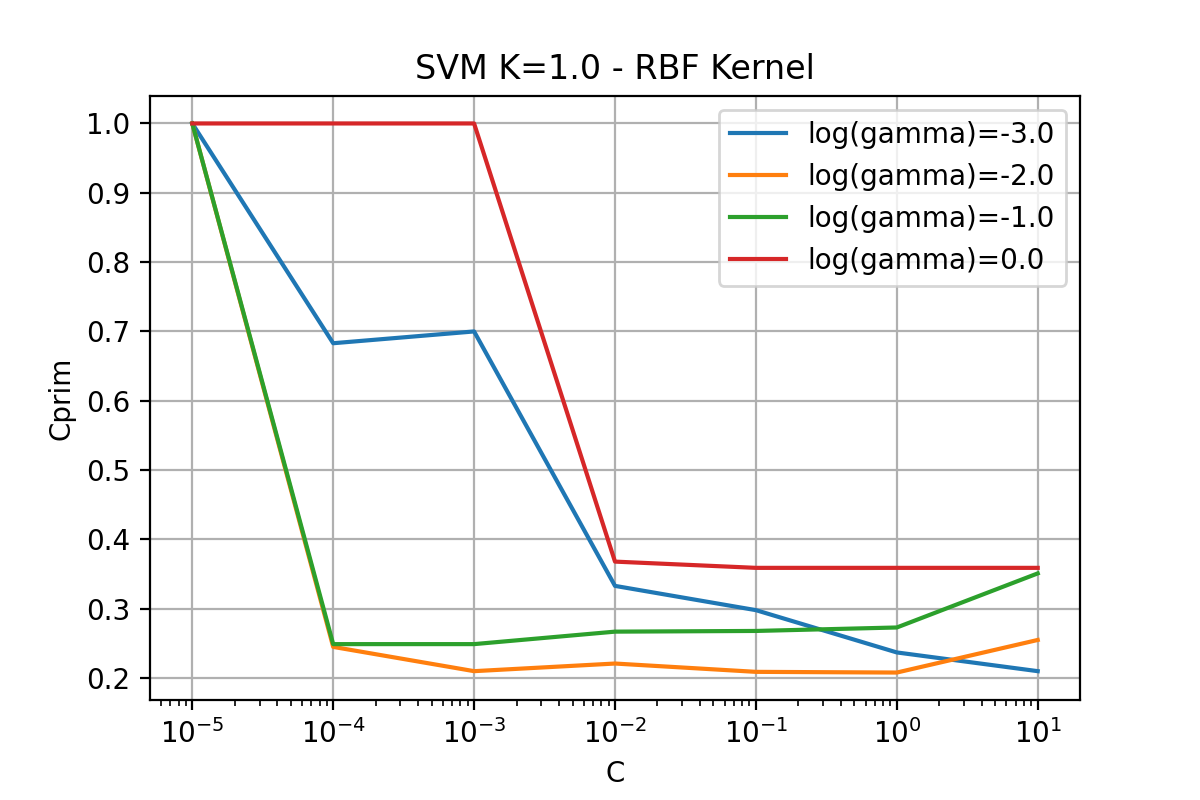 SVM K=1.0 - RBF Kernel
log(gamma)=-3.0
log(gamma)=-2.0
log(gamma)=-1.0
log(gamma)=0.0
1.0
0.9
0.8
0.7
0.6
0.5
0.4
0.3
0.2
Cprim
10⁻⁵ 10⁻⁴ 10⁻³ 10⁻² 10⁻¹ 10⁰ 10¹
C